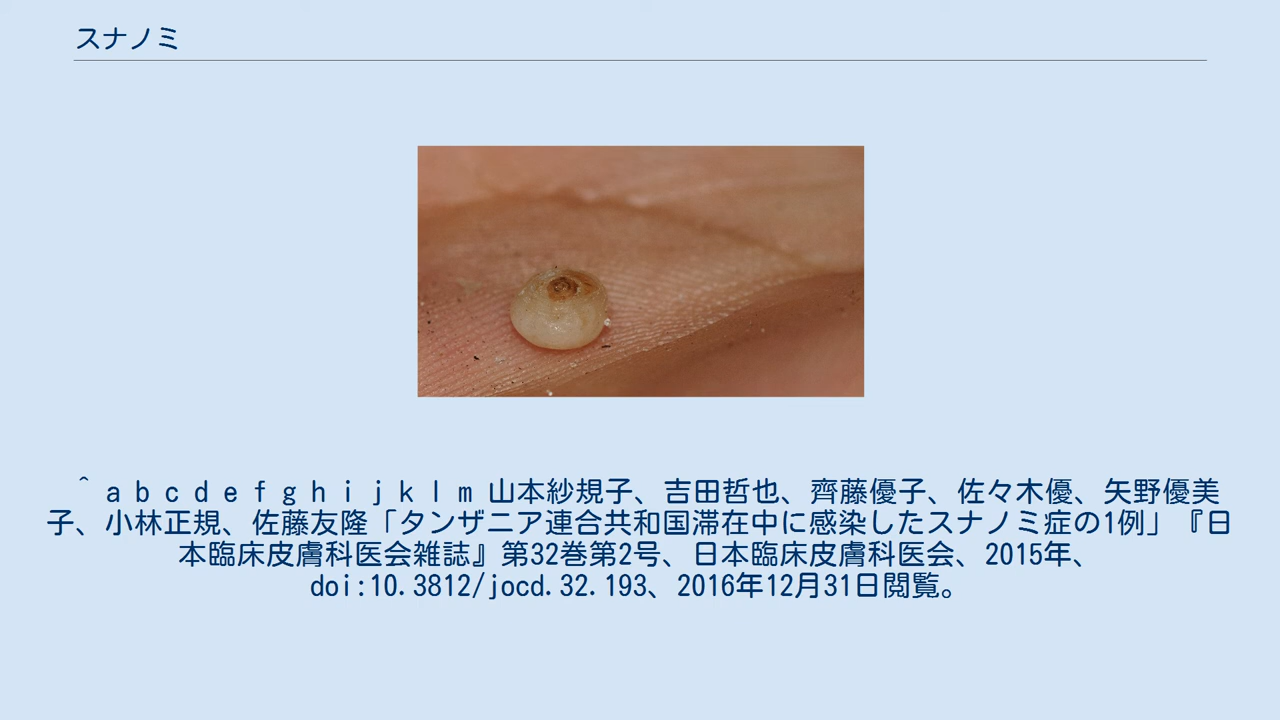 スナノミ
^ a b c d e f g h i j k l m 山本紗規子、吉田哲也、齊藤優子、佐々木優、矢野優美
子、小林正規、佐藤友隆「タンザニア連合共和国滞在中に感染したスナノミ症の1例」『日
本臨床皮膚科医会雑誌』第32巻第2号、日本臨床皮膚科医会、2015年、
doi:10.3812/jocd.32.193、2016年12月31日閲覧。